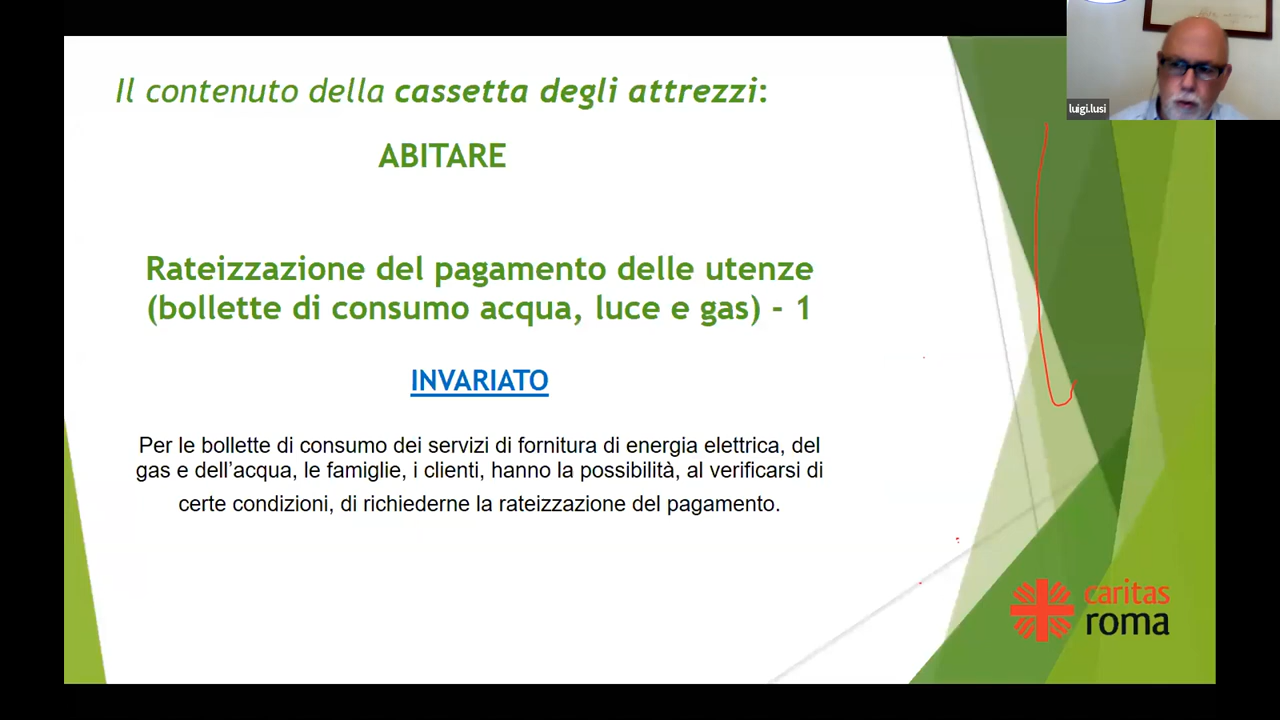 Il contenuto della cassetta degli attrezzi:
ABITARE
Rateizzazione del pagamento delle utenze
(bollette di consumo acqua, luce e gas) - 1
INVARIATO
Per le bollette di consumo dei servizi di fornitura di energia elettrica, del
gas e dell'acqua, le famiglie, i clienti, hanno la possibilità, al verificarsi di
certe condizioni, di richiederne la rateizzazione del pagamento.
luigi.lusi
caritas
roma